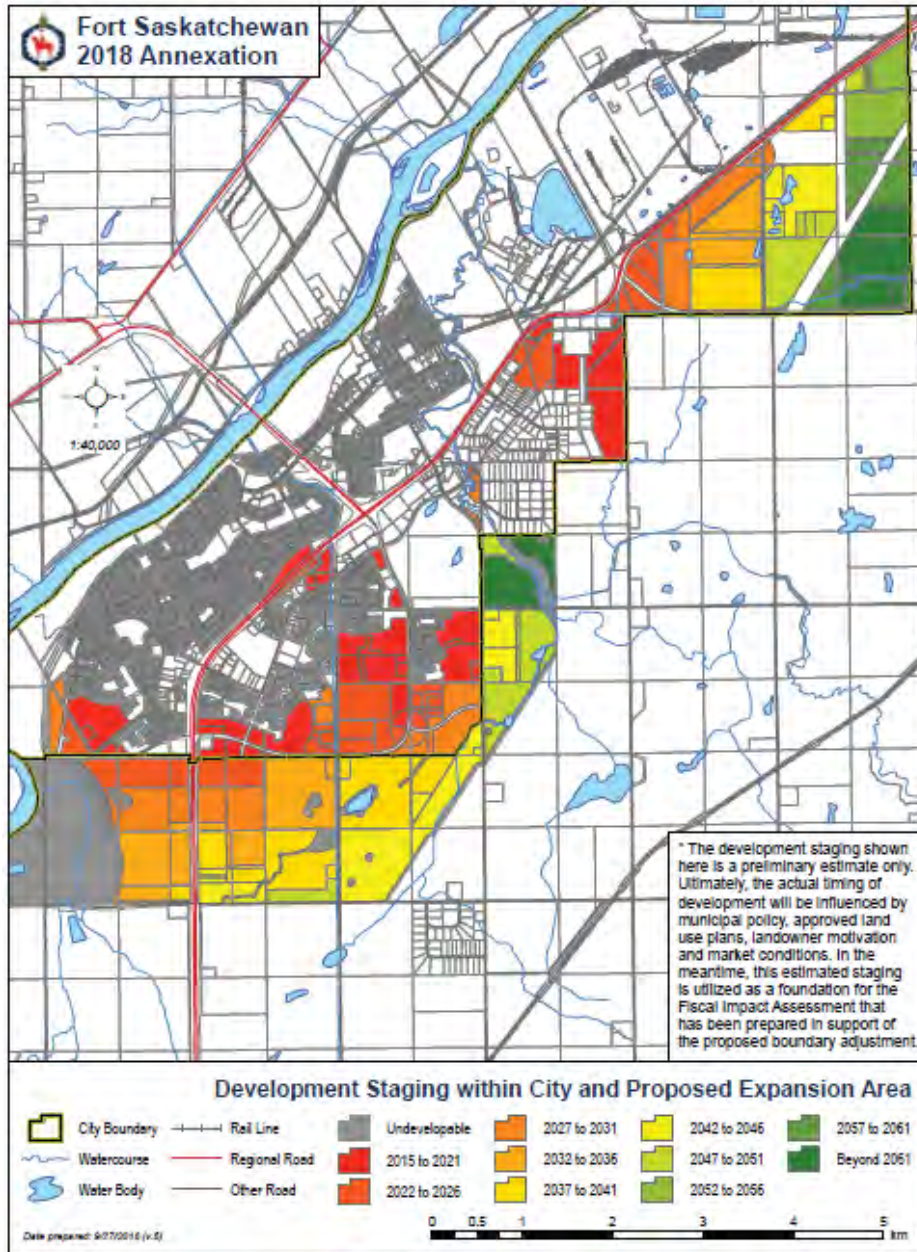 Fort Saskatchewan
2018 Annexation
1:40,000
* The development staging shown
here is a preliminary estimate only.
Ultimately, the actual timing of
development will be influenced by
municipal policy, approved land
use plans, landowner motivation
and market conditions. In the
meantime, this estimated staging
is utilized as a foundation for the
Fiscal Impact Assessment that
has been prepared in support of
the proposed boundary adjustment.
Development Staging within City and Proposed Expansion Area
City Boundary
Watercourse
Water Body
Rail Line
Regional Road
Other Road
Undevelopable
2015 to 2021
2022 to 2026
2027 to 2031
2032 to 2036
2037 to 2041
2042 to 2046
2047 to 2051
2052 to 2056
2057 to 2061
Beyond 2061
0 0.5 1 2 3 4 5
km
Date prepared: